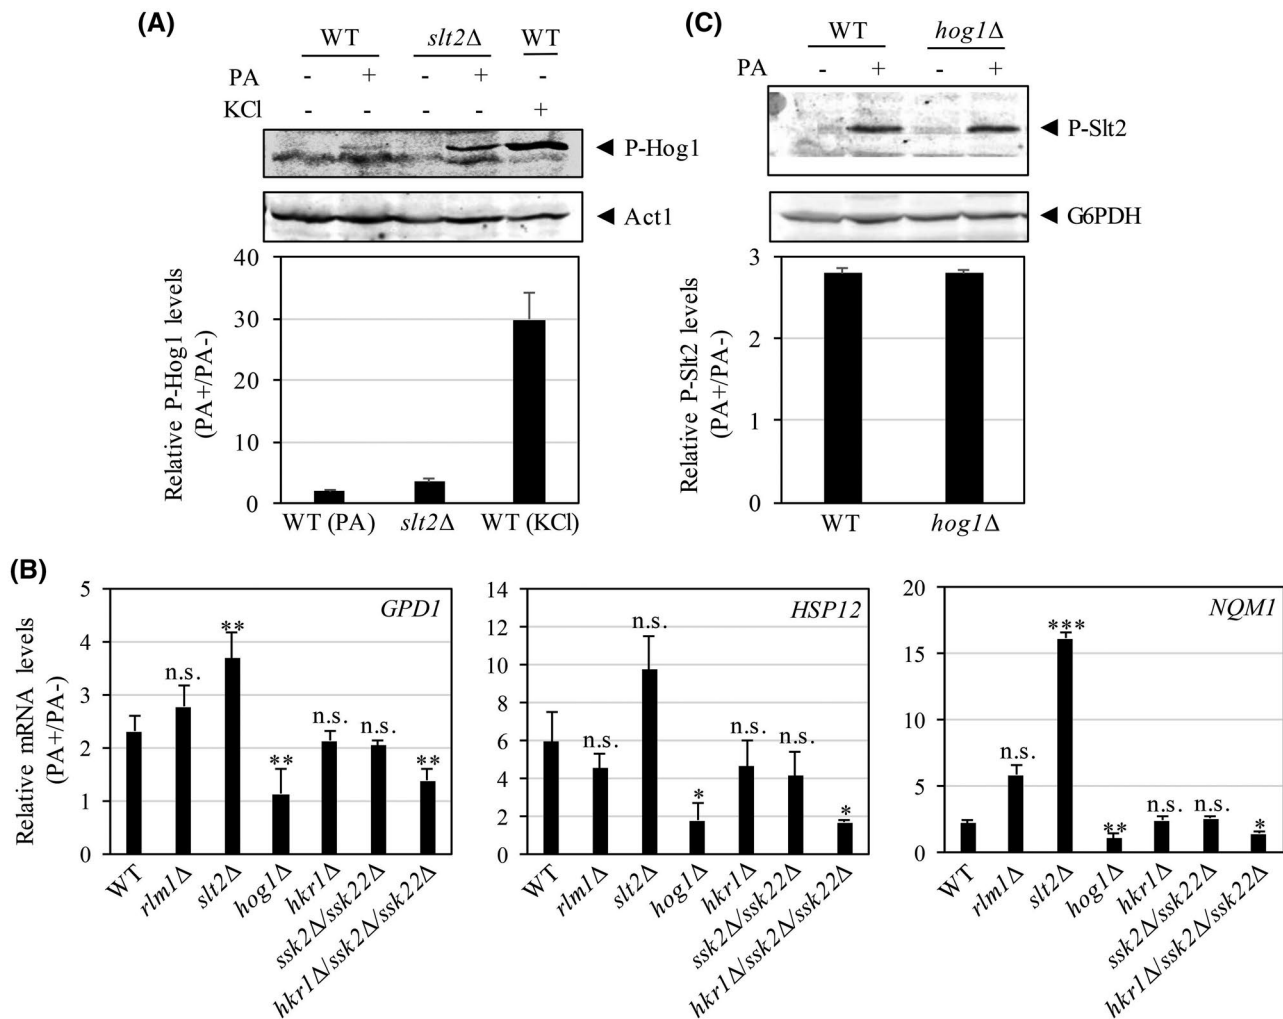 (A)
WT slt2Δ WT
PA - + - + -
KCl - - - - +
P-Hog1
Act1
Relative P-Hog1 levels
(PA+/PA-)
40
30
20
10
0
WT (PA) slt2Δ WT (KCl)
(C)
WT hog1Δ
PA - + - +
P-Slt2
G6PDH
Relative P-Slt2 levels
(PA+/PA-)
3
2
1
0
WT hog1Δ
(B)
Relative mRNA levels
(PA+/PA-)
GPD1
5
4
3
2
1
0
n.s. ** ** n.s. n.s. **
WT
rlm1Δ
slt2Δ
hog1Δ
hkr1Δ
ssk2Δ/ssk22Δ
hkr1Δ/ssk2Δ/ssk22Δ
HSP12
14
12
10
8
6
4
2
0
n.s. n.s. * n.s. n.s. *
WT
rlm1Δ
slt2Δ
hog1Δ
hkr1Δ
ssk2Δ/ssk22Δ
hkr1Δ/ssk2Δ/ssk22Δ
NQM1
20
15
10
5
0
n.s. *** ** n.s. n.s. *
WT
rlm1Δ
slt2Δ
hog1Δ
hkr1Δ
ssk2Δ/ssk22Δ
hkr1Δ/ssk2Δ/ssk22Δ